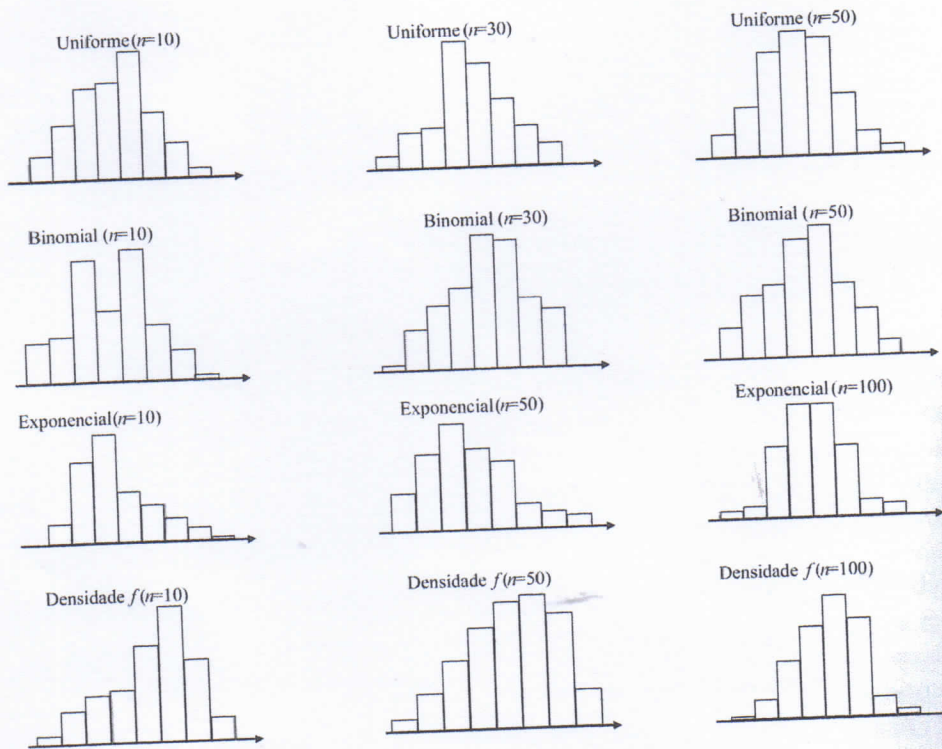 Uniforme (n=10)
Uniforme (n=30)
Uniforme (n=50)
Binomial (n=10)
Binomial (n=30)
Binomial (n=50)
Exponencial (n=10)
Exponencial (n=50)
Exponencial (n=100)
Densidade f (n=10)
Densidade f (n=50)
Densidade f (n=100)